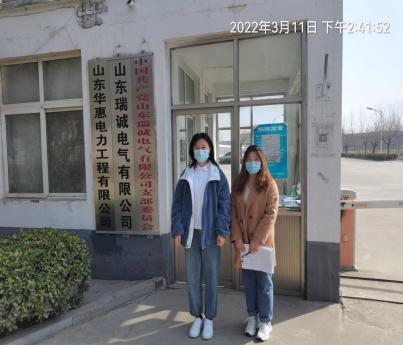 2022年3月11日 下午2:41:52
中国共产党山东瑞诚电气有限公司支部委员会
山东瑞诚电气有限公司
山东华惠电力工程有限公司